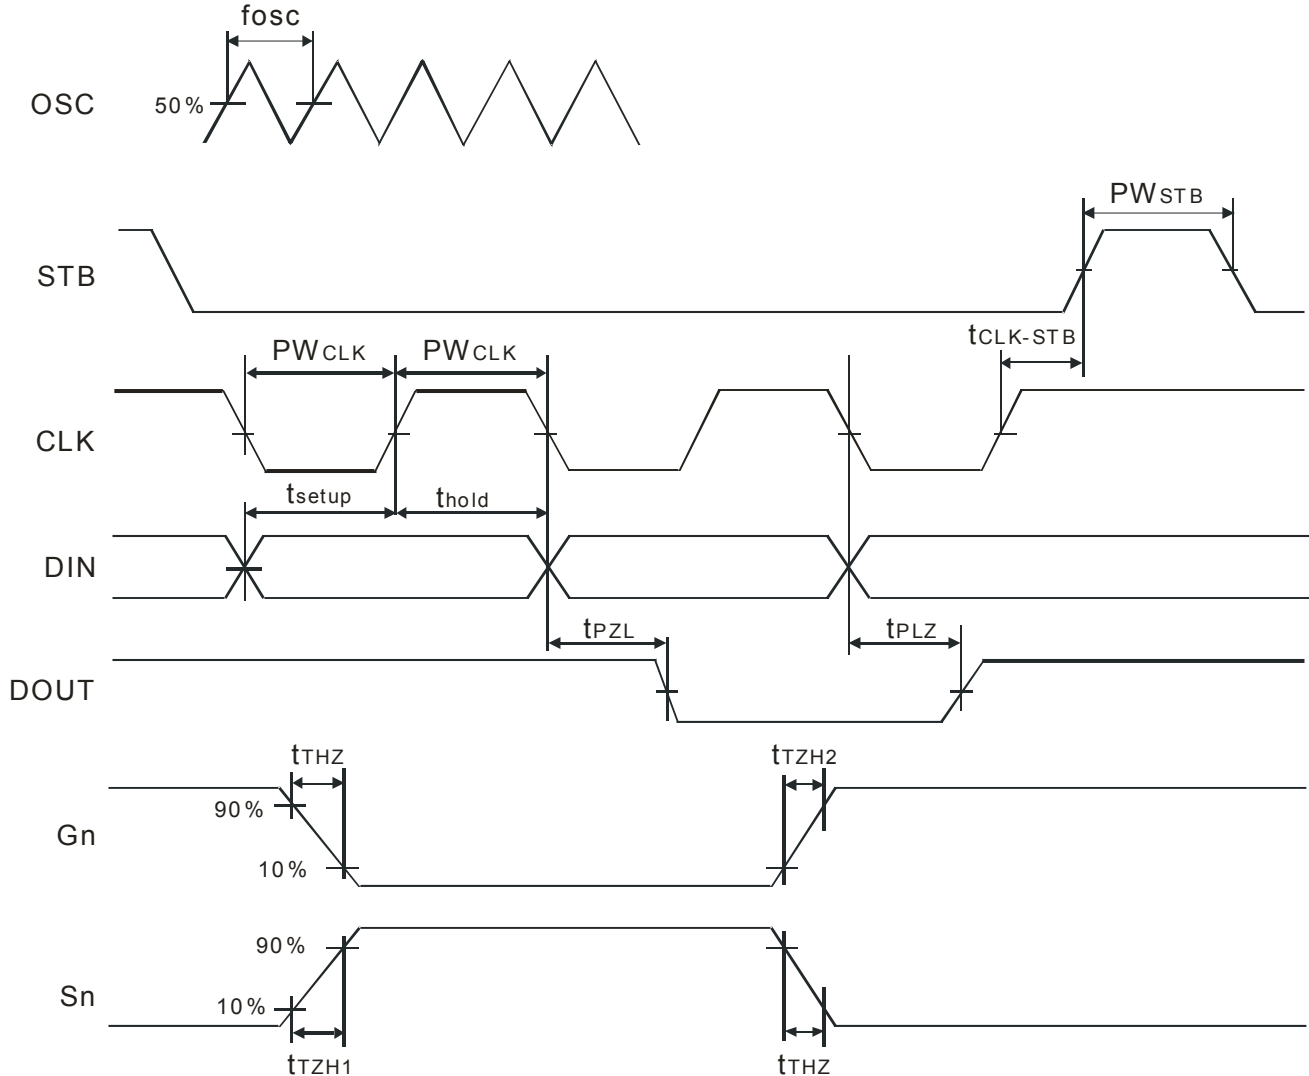 fosc
OSC
50%
PWSTB
STB
tCLK-STB
PWCLK
PWCLK
CLK
tsetup
thold
DIN
tPZL
tPLZ
DOUT
tTHZ
tTZH2
90%
Gn
10%
90%
Sn
10%
tTZH1
tTHZ